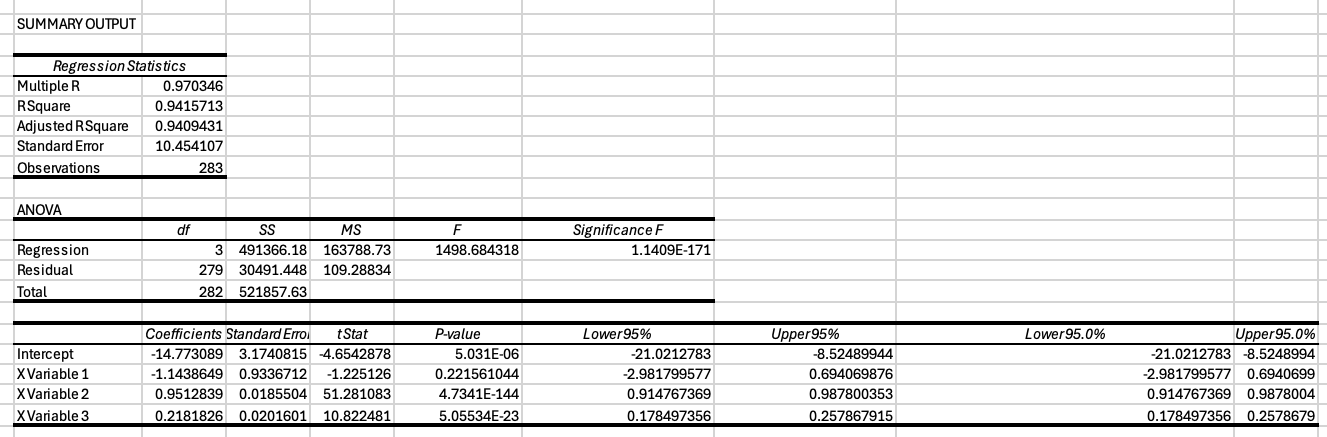 SUMMARY OUTPUT
Regression Statistics
Multiple R 0.970346
R Square 0.9415713
Adjusted R Square 0.9409431
Standard Error 10.454107
Observations 283
ANOVA
df SS MS F Significance F
Regression 3 491366.18 163788.73 1498.684318 1.1409E-171
Residual 279 30491.448 109.28834
Total 282 521857.63
Coefficients Standard Error t Stat P-value Lower 95% Upper 95% Lower 95.0% Upper 95.0%
Intercept -14.773089 3.1740815 -4.6542878 5.031E-06 -21.0212783 -8.52489944 -21.0212783 -8.5248994
X Variable 1 -1.1438649 0.9336712 -1.225126 0.221561044 -2.981799577 0.694069876 -2.981799577 0.6940699
X Variable 2 0.9512839 0.0185504 51.281083 4.7341E-144 0.914767369 0.987800353 0.914767369 0.9878004
X Variable 3 0.2181826 0.0201601 10.822481 5.05534E-23 0.178497356 0.257867915 0.178497356 0.2578679